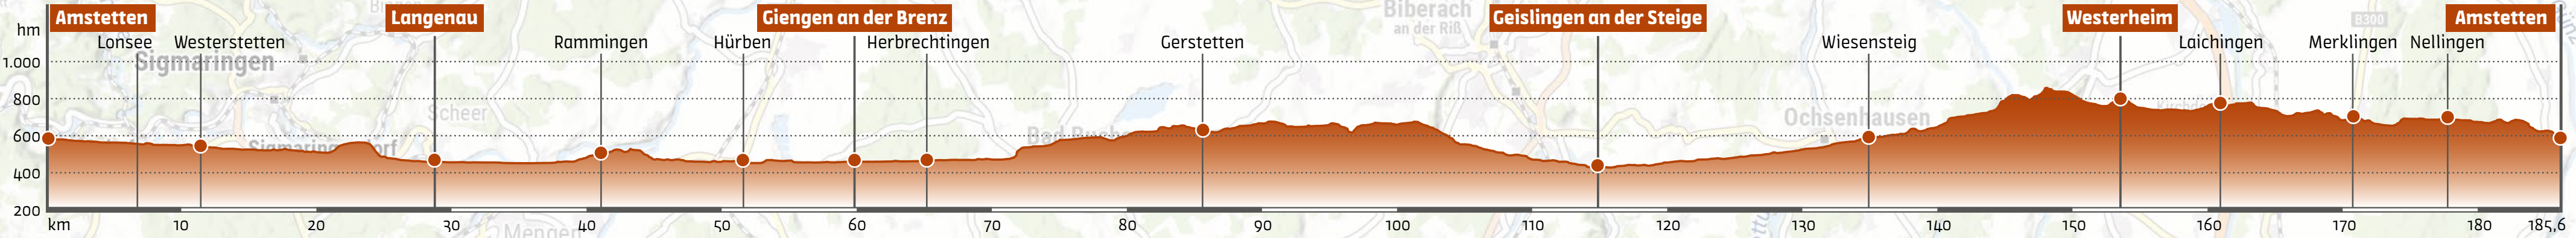 Amstetten Langenau Giengen an der Brenz Geislingen an der Steige Westerheim Amstetten
Biberach
an der Riß
B300
hm
Lonsee Westerstetten Rammingen Hürben Herbrechtingen Gerstetten Wiesensteig Laichingen Merklingen Nellingen
Sigmaringen
1.000
800
Scheer
Ochsenhausen
600
400
200
km 10 20 30 40 50 60 70 80 90 100 110 120 130 140 150 160 170 180 185,6
Mengen